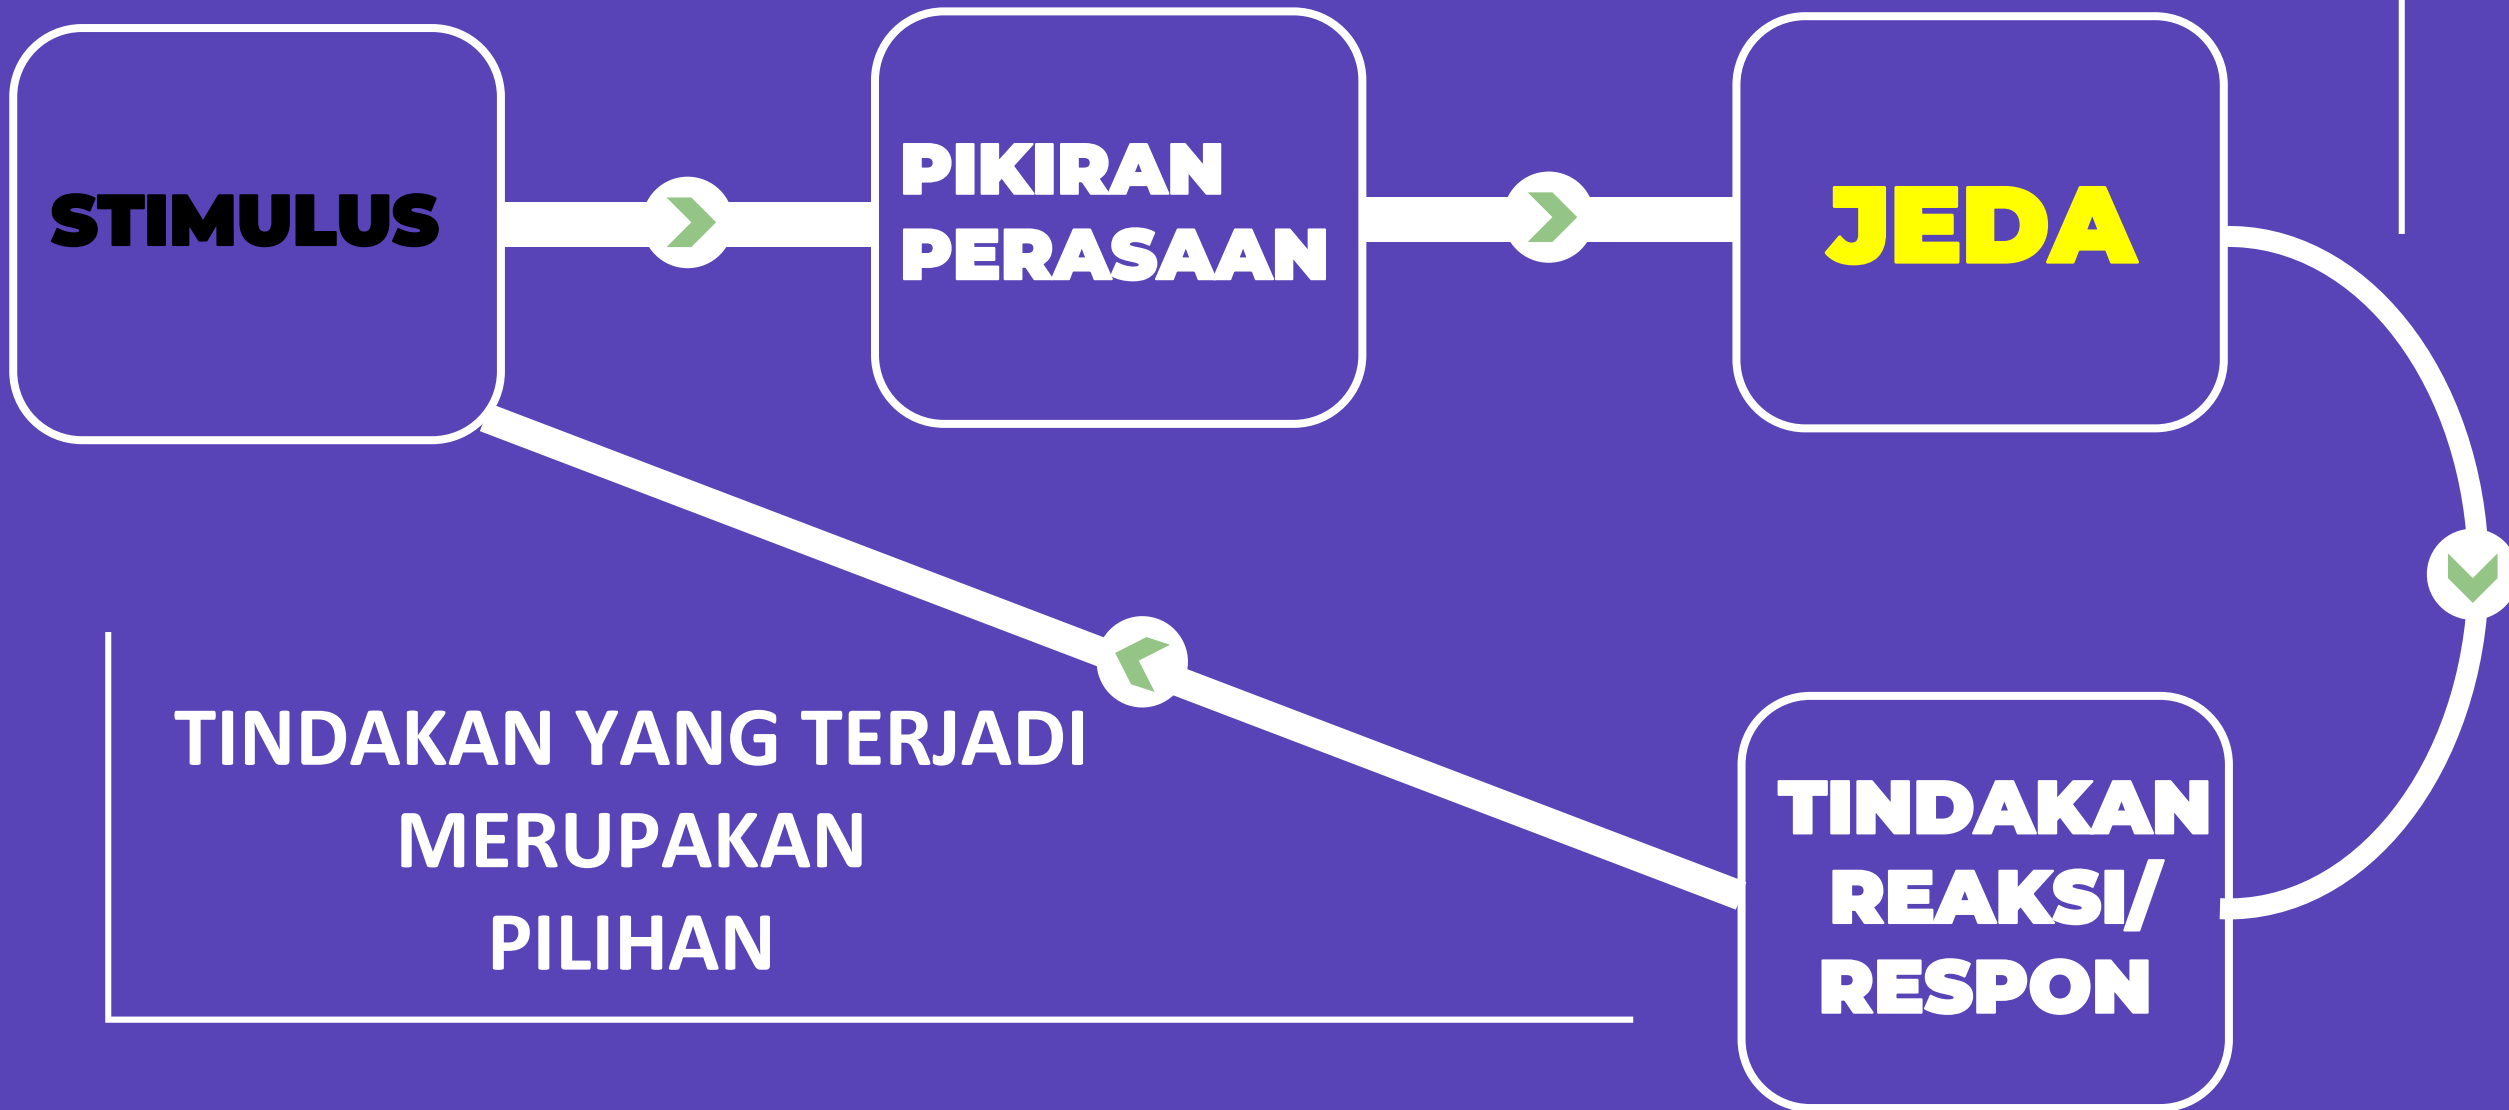 STIMULUS
PIKIRAN
PERASAAN
JEDA
TINDAKAN YANG TERJADI
MERUPAKAN
PILIHAN
TINDAKAN
REAKSI/
RESPON